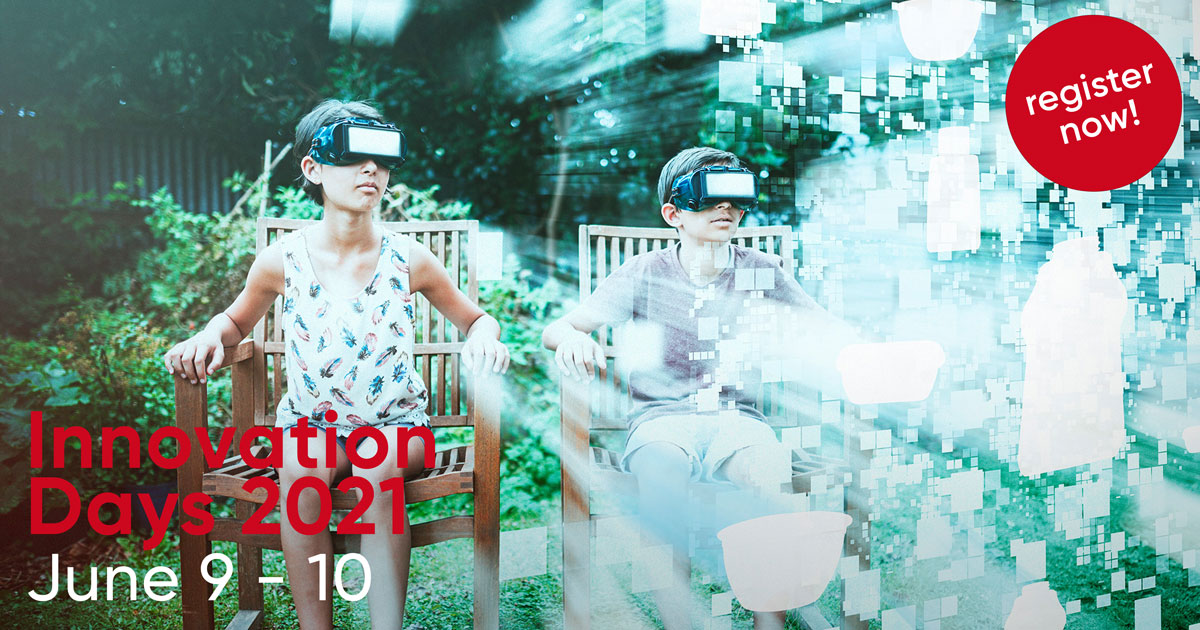 register
now!
Innovation
Days 2021
June 9 – 10